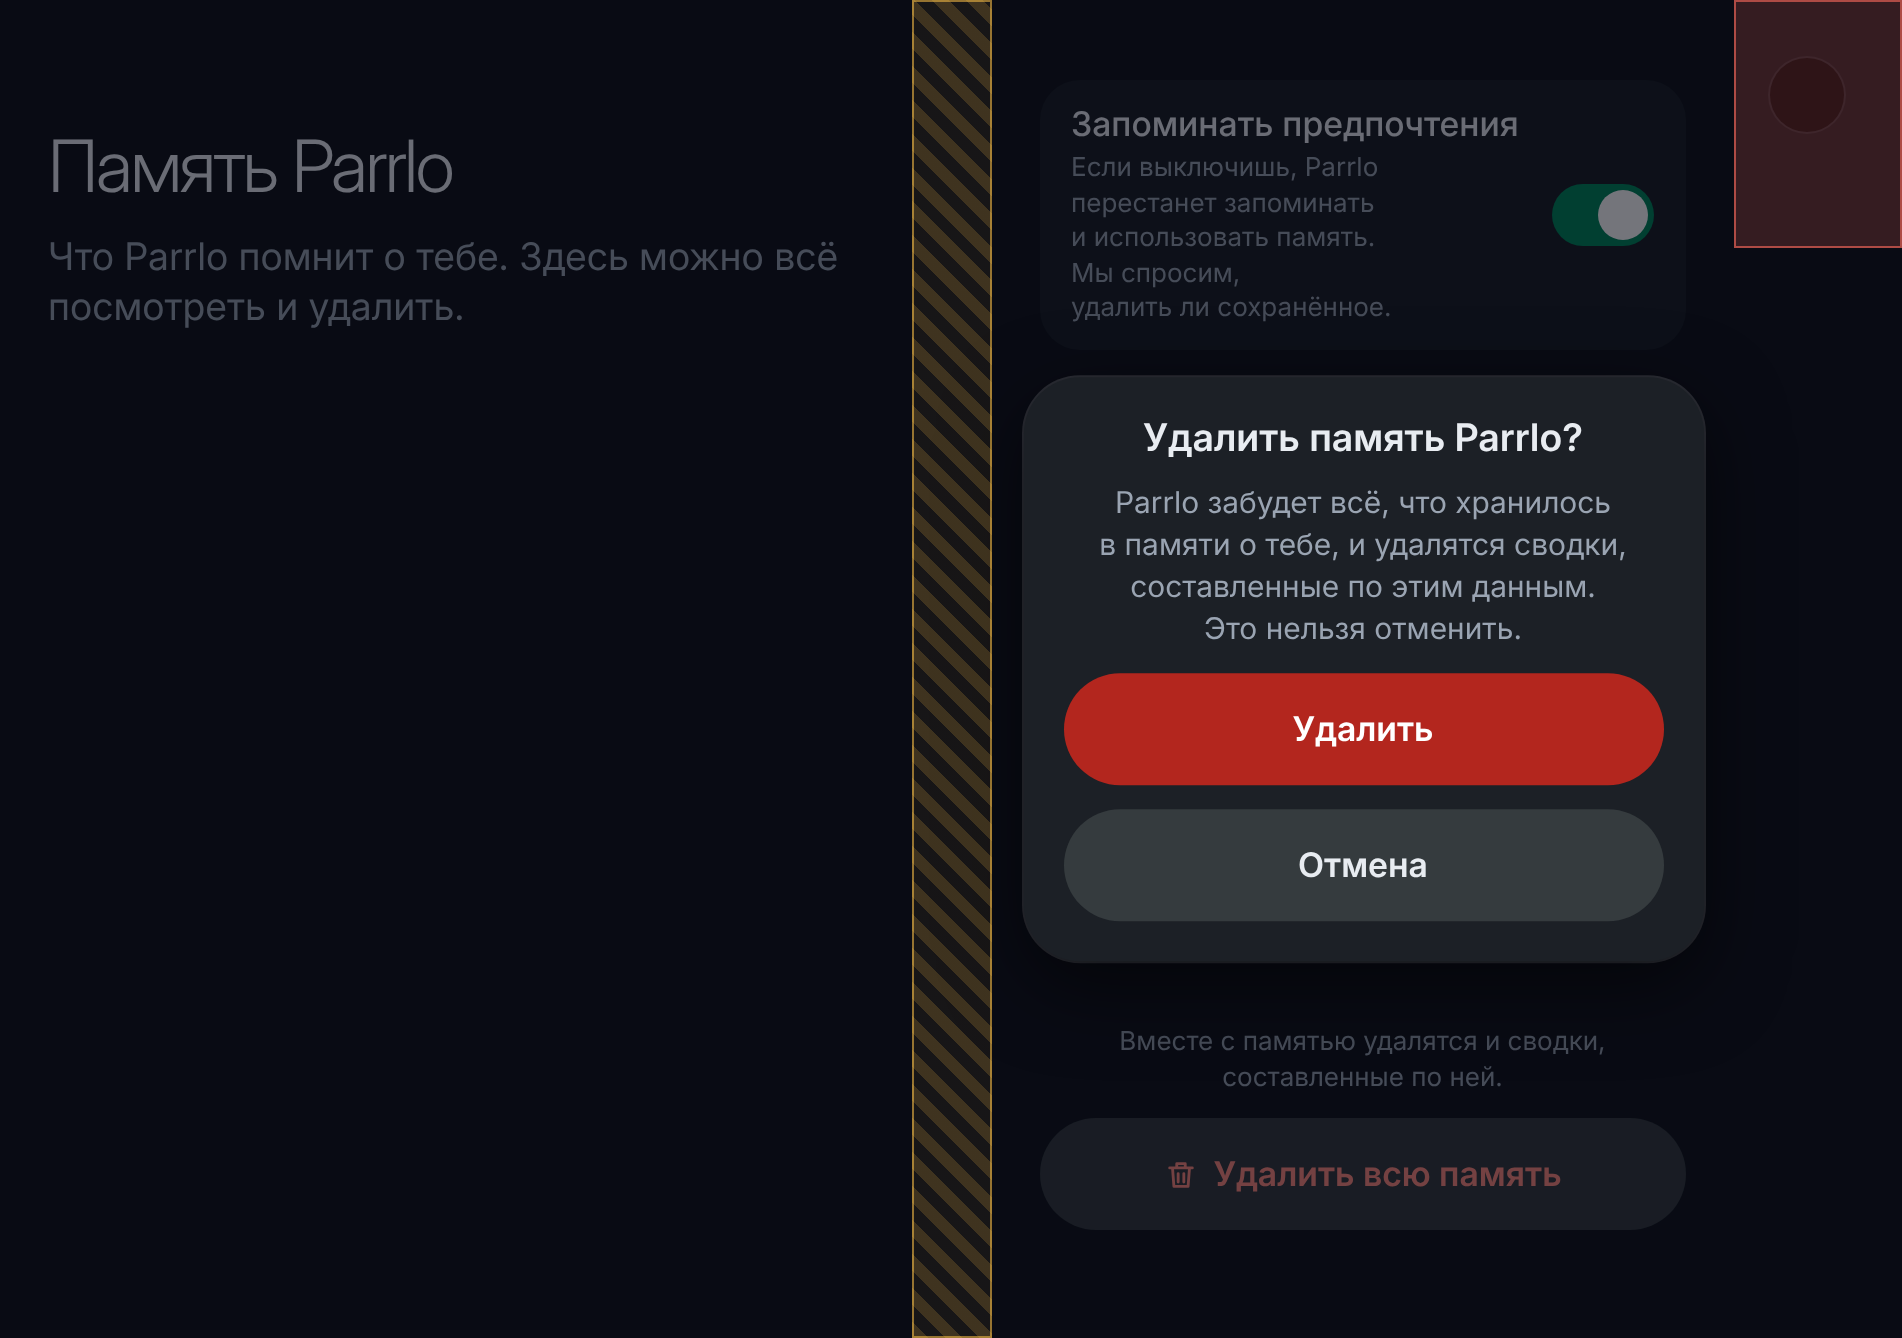 Память Parrlo
Что Parrlo помнит о тебе. Здесь можно всё
посмотреть и удалить.
Запоминать предпочтения
Если выключишь, Parrlo
перестанет запоминать
и использовать память.
Мы спросим,
удалить ли сохранённое.
Удалить память Parrlo?
Parrlo забудет всё, что хранилось
в памяти о тебе, и удалятся сводки,
составленные по этим данным.
Это нельзя отменить.
Удалить
Отмена
Вместе с памятью удалятся и сводки,
составленные по ней.
Удалить всю память